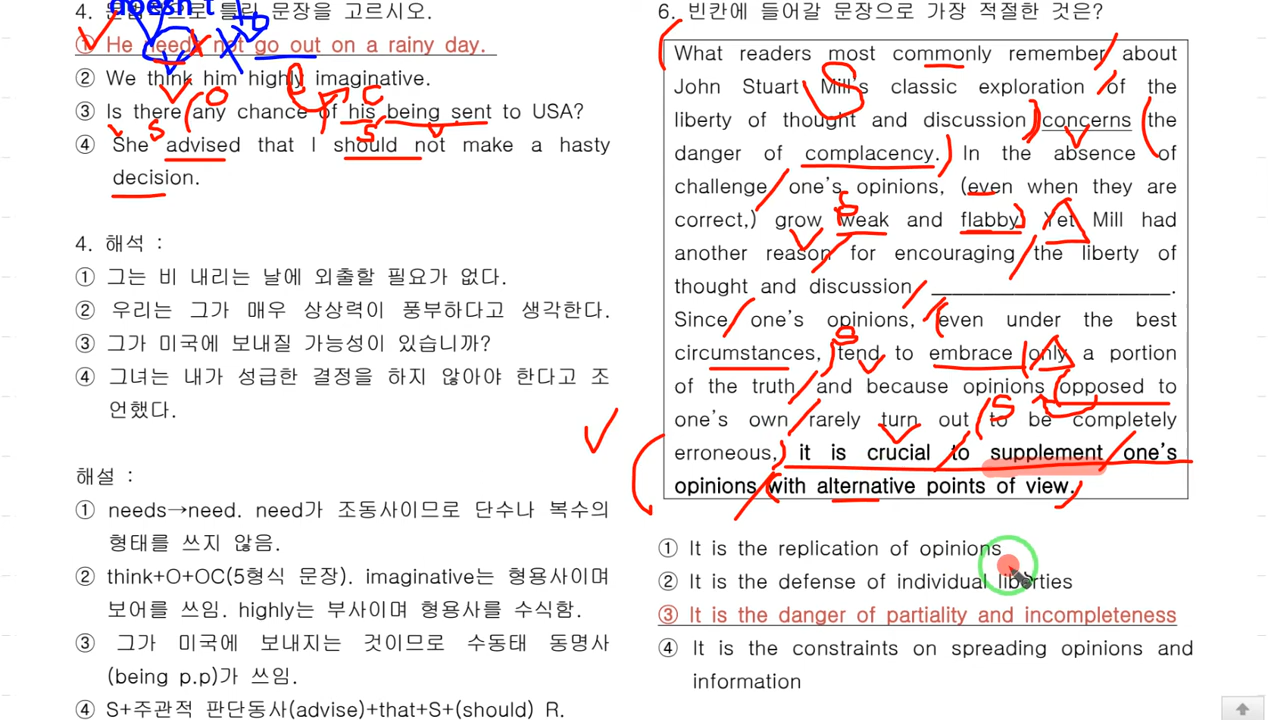 doesn't
to
4. 문법적으로 틀린 문장을 고르시오.
① He needs not go out on a rainy day.
② We think him highly imaginative.
③ Is there any chance of his being sent to USA?
④ She advised that I should not make a hasty
decision.
4. 해석 :
① 그는 비 내리는 날에 외출할 필요가 없다.
② 우리는 그가 매우 상상력이 풍부하다고 생각한다.
③ 그가 미국에 보내질 가능성이 있습니까?
④ 그녀는 내가 성급한 결정을 하지 않아야 한다고 조
언했다.
해설 :
① needs→need. need가 조동사이므로 단수나 복수의
형태를 쓰지 않음.
② think+O+OC(5형식 문장). imaginative는 형용사이며
보어를 쓰임. highly는 부사이며 형용사를 수식함.
③ 그가 미국에 보내지는 것이므로 수동태 동명사
(being p.p)가 쓰임.
④ S+주관적 판단동사(advise)+that+S+(should) R.
6. 빈칸에 들어갈 문장으로 가장 적절한 것은?
What readers most commonly remember about
John Stuart Mill's classic exploration of the
liberty of thought and discussion concerns the
danger of complacency. In the absence of
challenge one's opinions, even when they are
correct, grow weak and flabby. Yet Mill had
another reason for encouraging the liberty of
thought and discussion ____________________.
Since one's opinions, even under the best
circumstances, tend to embrace only a portion
of the truth and because opinions opposed to
one's own rarely turn out to be completely
erroneous, it is crucial to supplement one's
opinions with alternative points of view.
① It is the replication of opinions
② It is the defense of individual liberties
③ It is the danger of partiality and incompleteness
④ It is the constraints on spreading opinions and
information